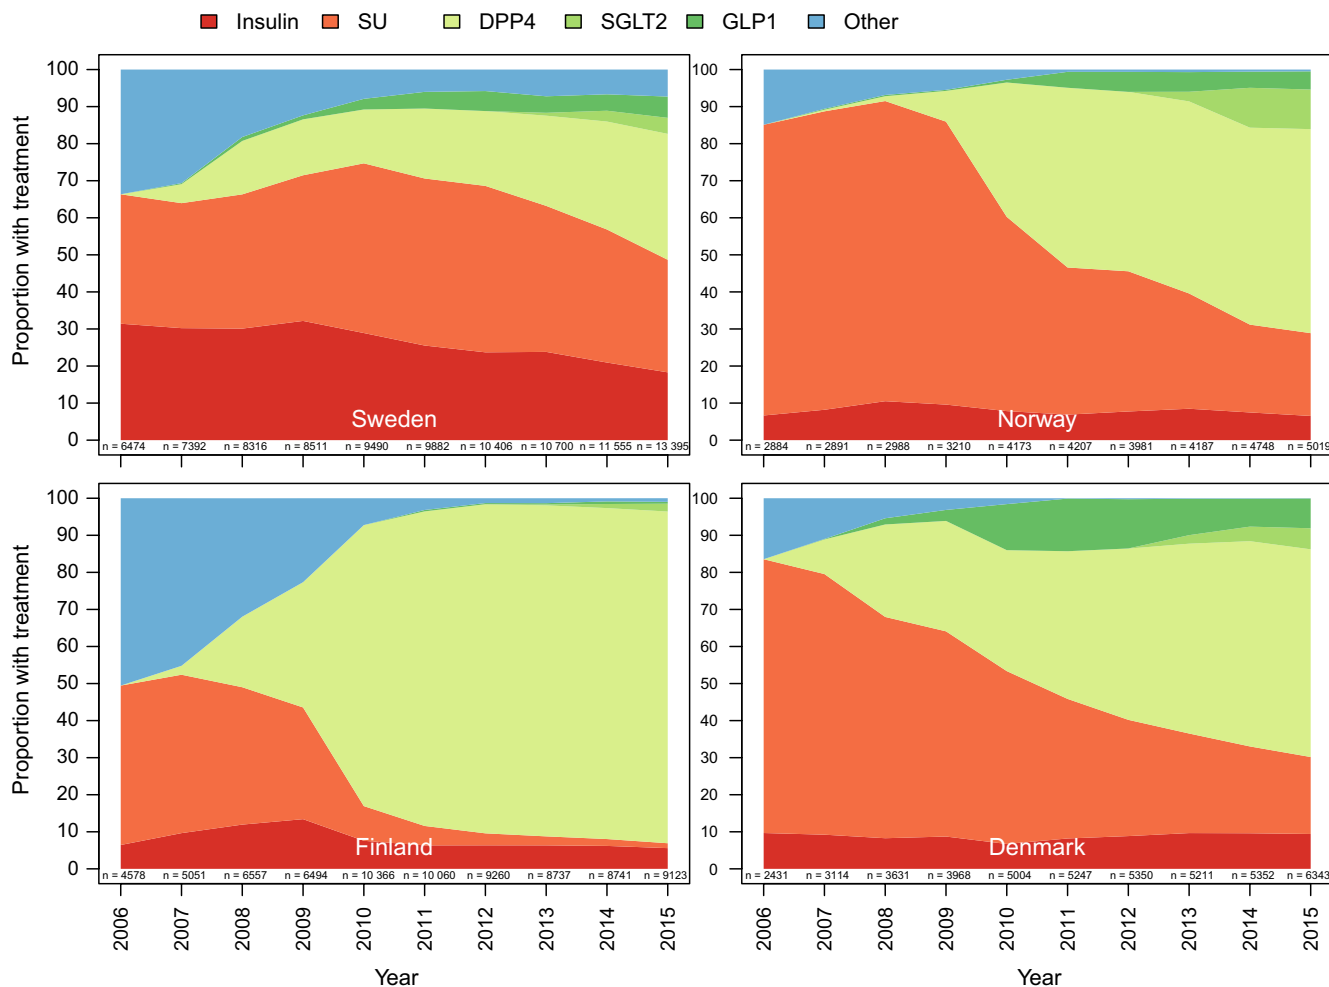 Insulin SU DPP4 SGLT2 GLP1 Other
Proportion with treatment
100
90
80
70
60
50
40
30
20
10
0
Sweden
n = 6474 n = 7392 n = 8316 n = 8511 n = 9490 n = 9882 n = 10 406 n = 10 700 n = 11 555 n = 13 395
100
90
80
70
60
50
40
30
20
10
0
Norway
n = 2884 n = 2891 n = 2988 n = 3210 n = 4173 n = 4207 n = 3981 n = 4187 n = 4748 n = 5019
Proportion with treatment
100
90
80
70
60
50
40
30
20
10
0
Finland
n = 4578 n = 5051 n = 6557 n = 6494 n = 10 366 n = 10 060 n = 9260 n = 8737 n = 8741 n = 9123
2006 2007 2008 2009 2010 2011 2012 2013 2014 2015
Year
100
90
80
70
60
50
40
30
20
10
0
Denmark
n = 2431 n = 3114 n = 3631 n = 3968 n = 5004 n = 5247 n = 5350 n = 5211 n = 5352 n = 6343
2006 2007 2008 2009 2010 2011 2012 2013 2014 2015
Year